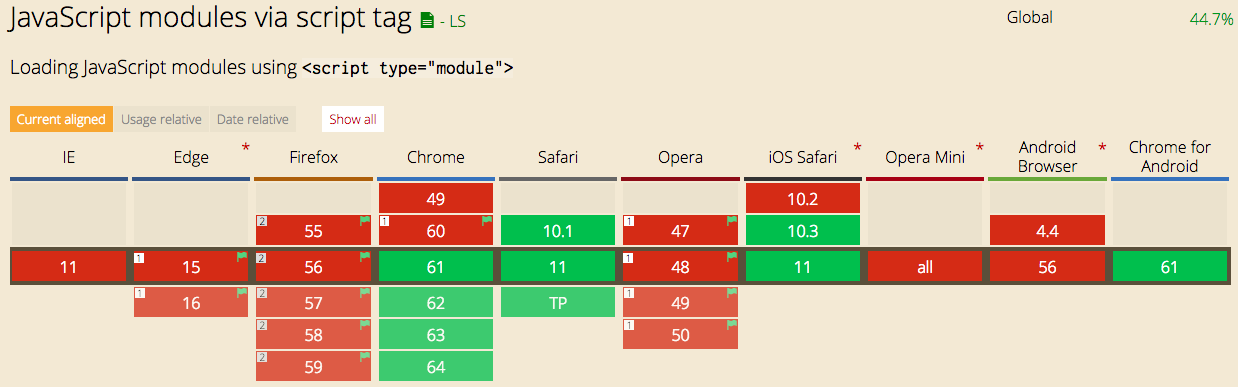 JavaScript modules via script tag - LS Global 44.7%
Loading JavaScript modules using <script type="module">
Current aligned Usage relative Date relative Show all
IE Edge * Firefox Chrome Safari Opera iOS Safari * Opera Mini * Android Browser * Chrome for Android
49 10.2
2 55 1 60 10.1 1 47 10.3 4.4
11 1 15 2 56 61 11 1 48 11 all 56 61
1 16 2 57 62 TP 1 49
2 58 63 1 50
2 59 64